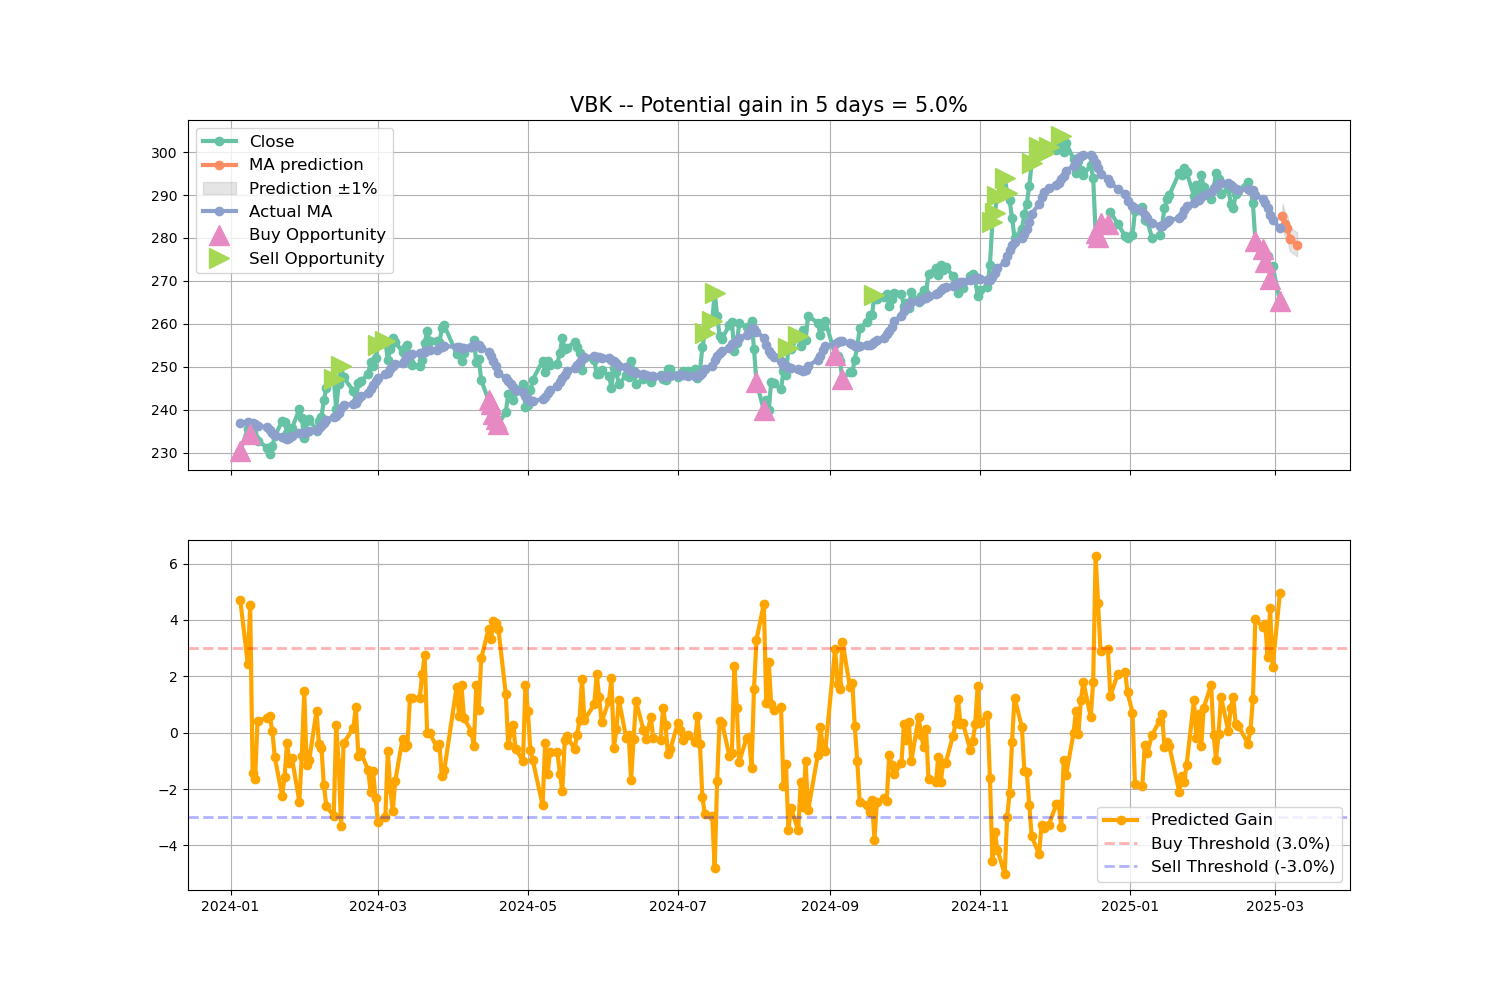 VBK -- Potential gain in 5 days = 5.0%
Close
MA prediction
Prediction ±1%
Actual MA
Buy Opportunity
Sell Opportunity
300
290
280
270
260
250
240
230
6
4
2
0
−2
−4
Predicted Gain
Buy Threshold (3.0%)
Sell Threshold (-3.0%)
2024-01 2024-03 2024-05 2024-07 2024-09 2024-11 2025-01 2025-03